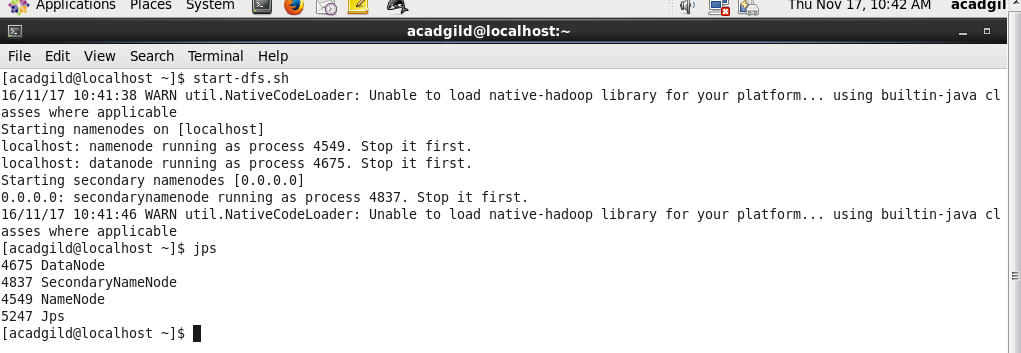 Applications Places System Thu Nov 17, 10:42 AM acadgil
acadgild@localhost:~
File Edit View Search Terminal Help
[acadgild@localhost ~]$ start-dfs.sh
16/11/17 10:41:38 WARN util.NativeCodeLoader: Unable to load native-hadoop library for your platform... using builtin-java cl
asses where applicable
Starting namenodes on [localhost]
localhost: namenode running as process 4549. Stop it first.
localhost: datanode running as process 4675. Stop it first.
Starting secondary namenodes [0.0.0.0]
0.0.0.0: secondarynamenode running as process 4837. Stop it first.
16/11/17 10:41:46 WARN util.NativeCodeLoader: Unable to load native-hadoop library for your platform... using builtin-java cl
asses where applicable
[acadgild@localhost ~]$ jps
4675 DataNode
4837 SecondaryNameNode
4549 NameNode
5247 Jps
[acadgild@localhost ~]$